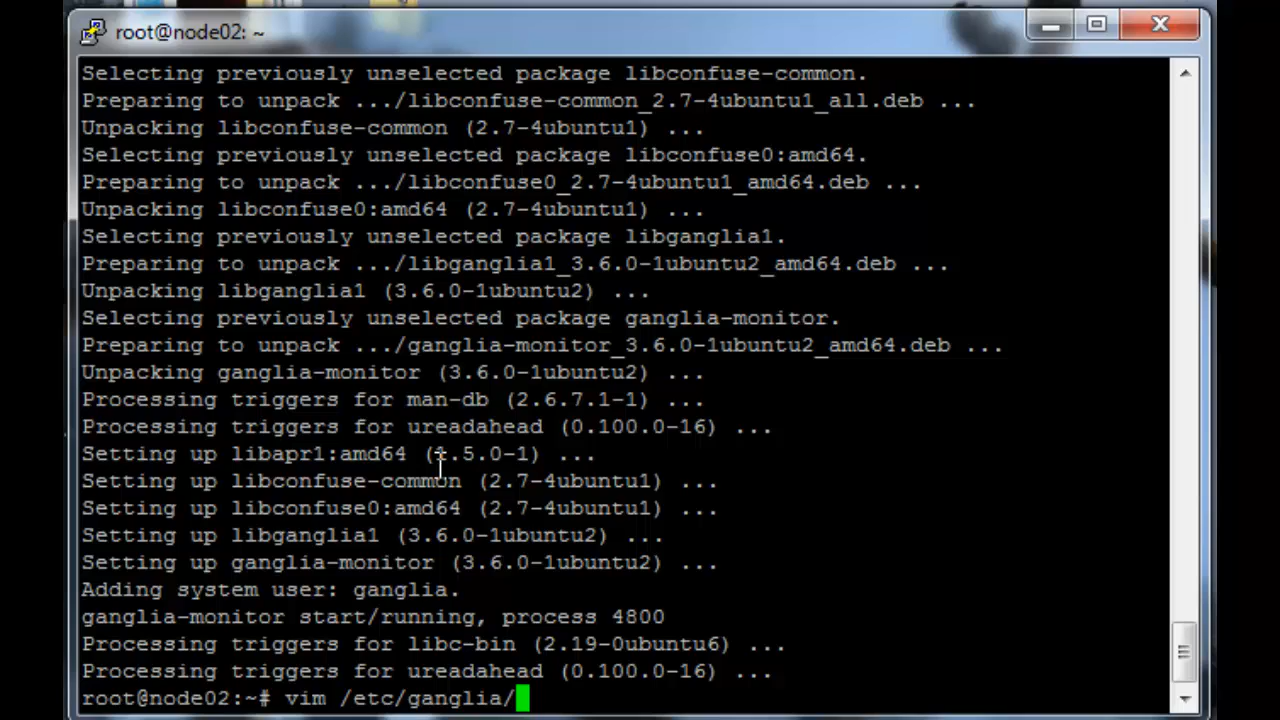 root@node02: ~
Selecting previously unselected package libconfuse-common.
Preparing to unpack .../libconfuse-common_2.7-4ubuntu1_all.deb ...
Unpacking libconfuse-common (2.7-4ubuntu1) ...
Selecting previously unselected package libconfuse0:amd64.
Preparing to unpack .../libconfuse0_2.7-4ubuntu1_amd64.deb ...
Unpacking libconfuse0:amd64 (2.7-4ubuntu1) ...
Selecting previously unselected package libganglia1.
Preparing to unpack .../libganglia1_3.6.0-1ubuntu2_amd64.deb ...
Unpacking libganglia1 (3.6.0-1ubuntu2) ...
Selecting previously unselected package ganglia-monitor.
Preparing to unpack .../ganglia-monitor_3.6.0-1ubuntu2_amd64.deb ...
Unpacking ganglia-monitor (3.6.0-1ubuntu2) ...
Processing triggers for man-db (2.6.7.1-1) ...
Processing triggers for ureadahead (0.100.0-16) ...
Setting up libapr1:amd64 (1.5.0-1) ...
Setting up libconfuse-common (2.7-4ubuntu1) ...
Setting up libconfuse0:amd64 (2.7-4ubuntu1) ...
Setting up libganglia1 (3.6.0-1ubuntu2) ...
Setting up ganglia-monitor (3.6.0-1ubuntu2) ...
Adding system user: ganglia.
ganglia-monitor start/running, process 4800
Processing triggers for libc-bin (2.19-0ubuntu6) ...
Processing triggers for ureadahead (0.100.0-16) ...
root@node02:~# vim /etc/ganglia/